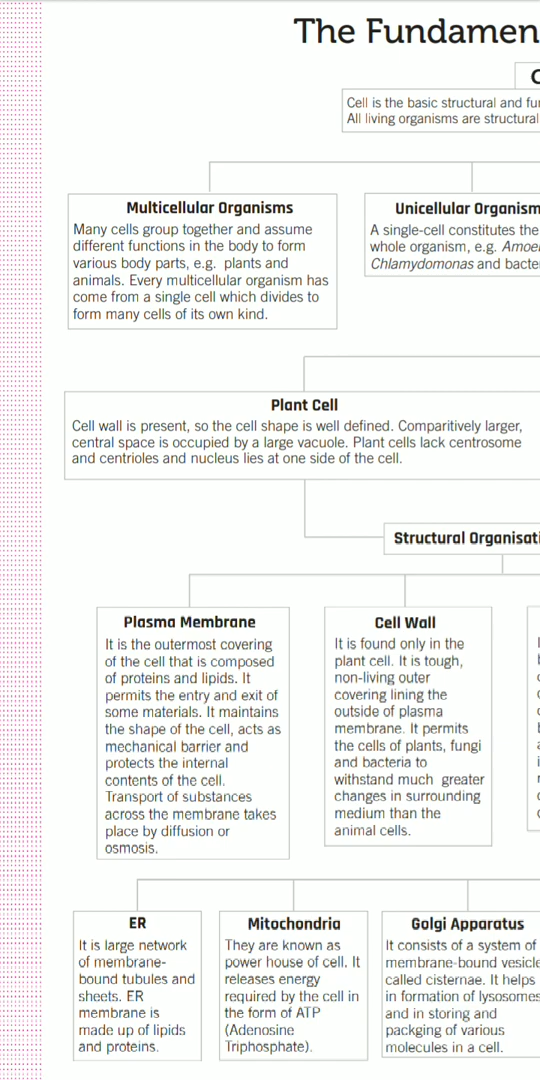 The Fundamen
C
Cell is the basic structural and fu
All living organisms are structural
Multicellular Organisms
Many cells group together and assume
different functions in the body to form
various body parts, e.g. plants and
animals. Every multicellular organism has
come from a single cell which divides to
form many cells of its own kind.
Unicellular Organism
A single-cell constitutes the
whole organism, e.g. Amoe
Chlamydomonas and bacte
Plant Cell
Cell wall is present, so the cell shape is well defined. Comparitively larger,
central space is occupied by a large vacuole. Plant cells lack centrosome
and centrioles and nucleus lies at one side of the cell.
Structural Organisati
Plasma Membrane
It is the outermost covering
of the cell that is composed
of proteins and lipids. It
permits the entry and exit of
some materials. It maintains
the shape of the cell, acts as
mechanical barrier and
protects the internal
contents of the cell.
Transport of substances
across the membrane takes
place by diffusion or
osmosis.
Cell Wall
It is found only in the
plant cell. It is tough,
non-living outer
covering lining the
outside of plasma
membrane. It permits
the cells of plants, fungi
and bacteria to
withstand much greater
changes in surrounding
medium than the
animal cells.
ER
It is large network
of membrane-
bound tubules and
sheets. ER
membrane is
made up of lipids
and proteins.
Mitochondria
They are known as
power house of cell. It
releases energy
required by the cell in
the form of ATP
(Adenosine
Triphosphate).
Golgi Apparatus
It consists of a system of
membrane-bound vesicle
called cisternae. It helps
in formation of lysosomes
and in storing and
packging of various
molecules in a cell.